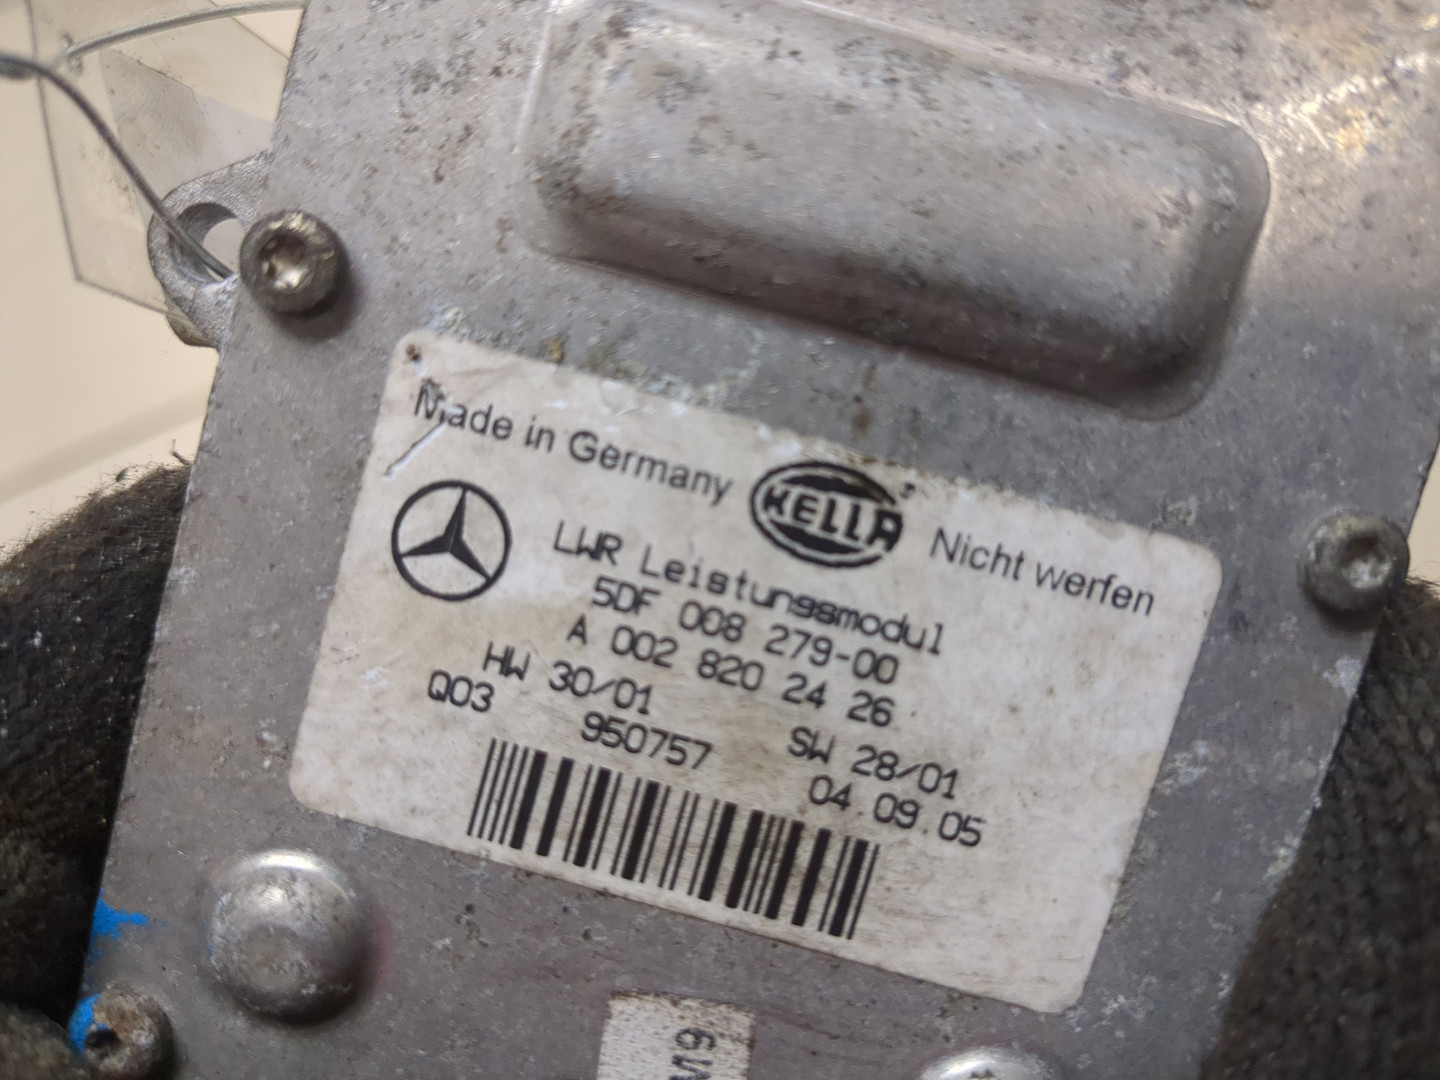 Made in Germany HELLA Nicht werfen
LWR Leistungsmodul
5DF 008 279-00
A 002 820 24 26
HW 30/01 SW 28/01
Q03 950757 04.09.05